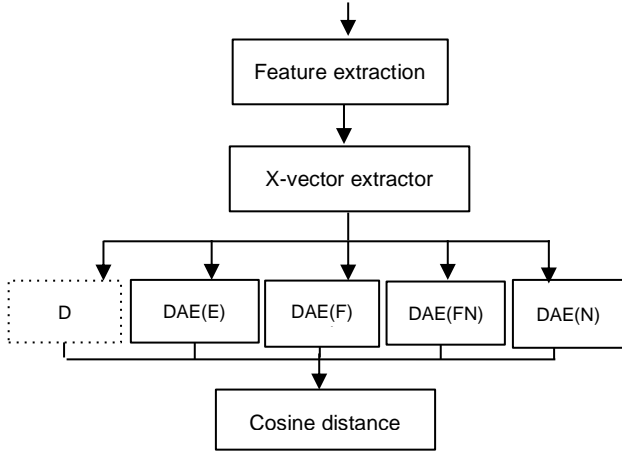 Feature extraction
X-vector extractor
D
DAE(E)
DAE(F)
DAE(FN)
DAE(N)
Cosine distance